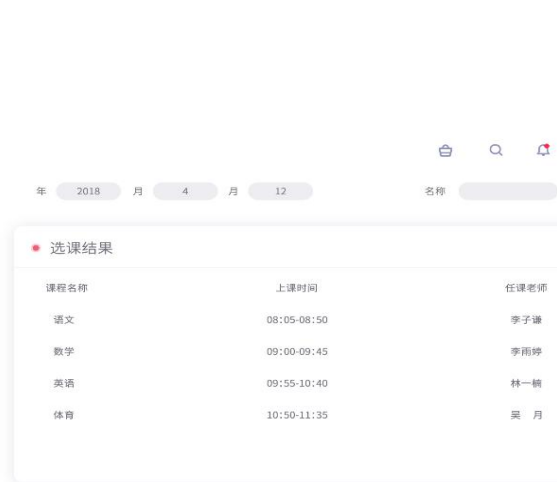 年 2018 月 4 月 12 名称
选课结果
课程名称 上课时间 任课老师
语文 08:05-08:50 李子谦
数学 09:00-09:45 李雨婷
英语 09:55-10:40 林一楠
体育 10:50-11:35 吴 月